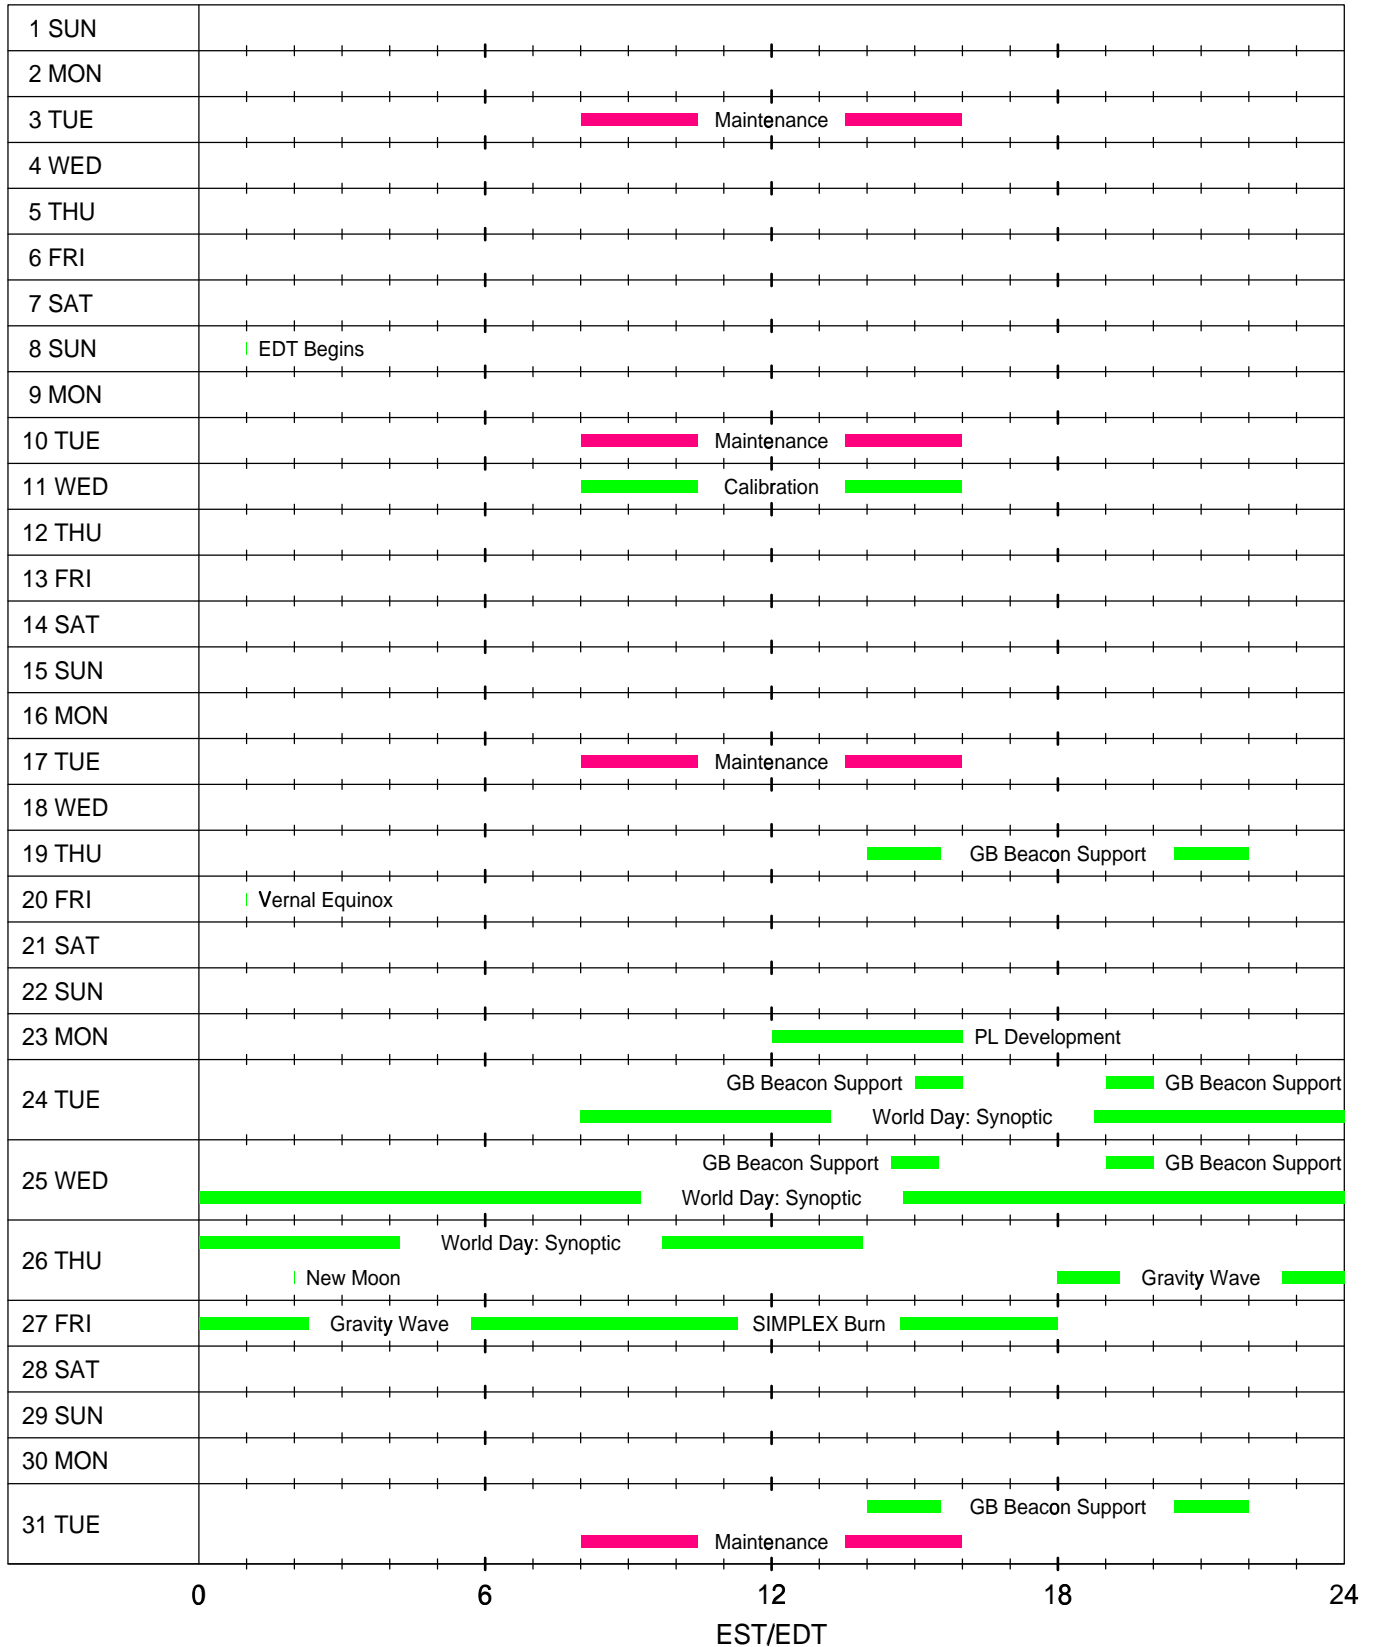 1 SUN
2 MON
3 TUE Maintenance
4 WED
5 THU
6 FRI
7 SAT
8 SUN EDT Begins
9 MON
10 TUE Maintenance
11 WED Calibration
12 THU
13 FRI
14 SAT
15 SUN
16 MON
17 TUE Maintenance
18 WED
19 THU GB Beacon Support
20 FRI Vernal Equinox
21 SAT
22 SUN
23 MON PL Development
24 TUE GB Beacon Support GB Beacon Support
World Day: Synoptic
25 WED GB Beacon Support GB Beacon Support
World Day: Synoptic
26 THU World Day: Synoptic
New Moon Gravity Wave
27 FRI Gravity Wave SIMPLEX Burn
28 SAT
29 SUN
30 MON
31 TUE GB Beacon Support
Maintenance
0 6 12 18 24
EST/EDT